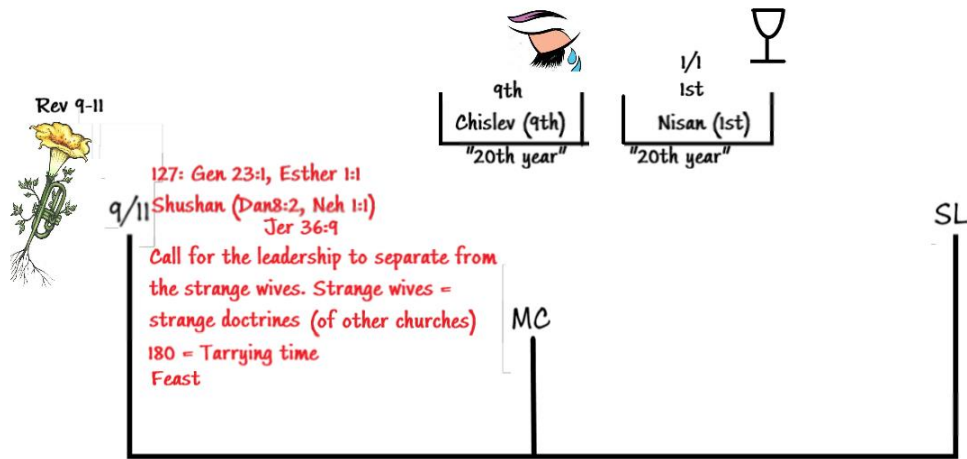 Rev 9-11
9/11
127: Gen 23:1, Esther 1:1
Shushan (Dan8:2, Neh 1:1)
Jer 36:9
Call for the leadership to separate from
the strange wives. Strange wives =
strange doctrines (of other churches)
180 = Tarrying time
Feast
9th
Chislev (9th)
"20th year"
1/1
1st
Nisan (1st)
"20th year"
MC
SL